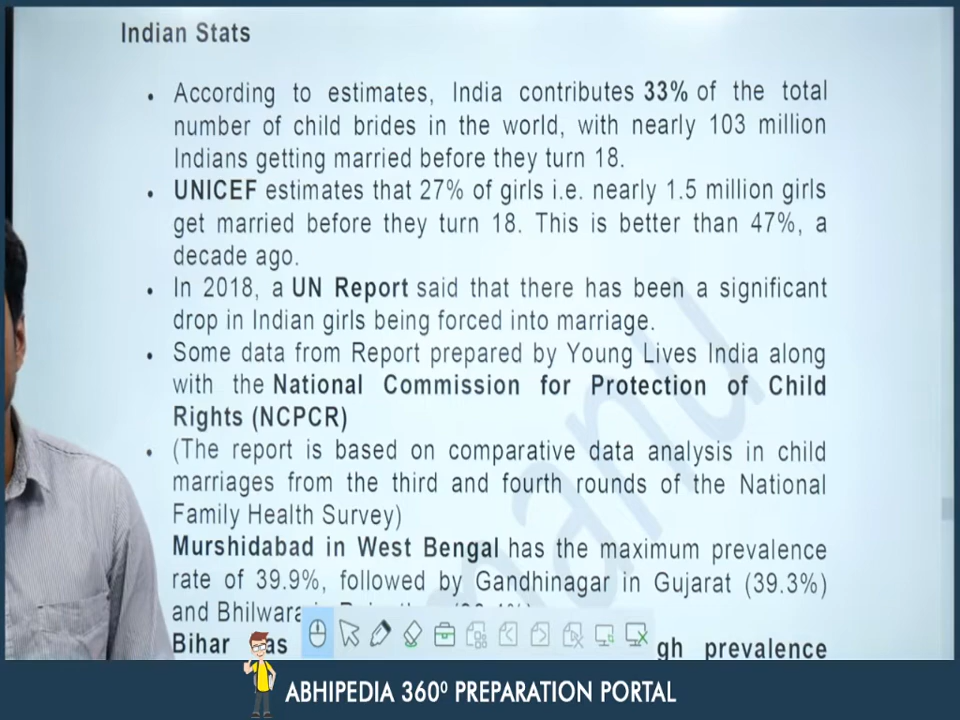 Indian Stats
• According to estimates, India contributes 33% of the total
number of child brides in the world, with nearly 103 million
Indians getting married before they turn 18.
• UNICEF estimates that 27% of girls i.e. nearly 1.5 million girls
get married before they turn 18. This is better than 47%, a
decade ago.
• In 2018, a UN Report said that there has been a significant
drop in Indian girls being forced into marriage.
• Some data from Report prepared by Young Lives India along
with the National Commission for Protection of Child
Rights (NCPCR)
• (The report is based on comparative data analysis in child
marriages from the third and fourth rounds of the National
Family Health Survey)
Murshidabad in West Bengal has the maximum prevalence
rate of 39.9%, followed by Gandhinagar in Gujarat (39.3%)
and Bhilwara
Bihar prevalence
ABHIPEDIA 360º PREPARATION PORTAL